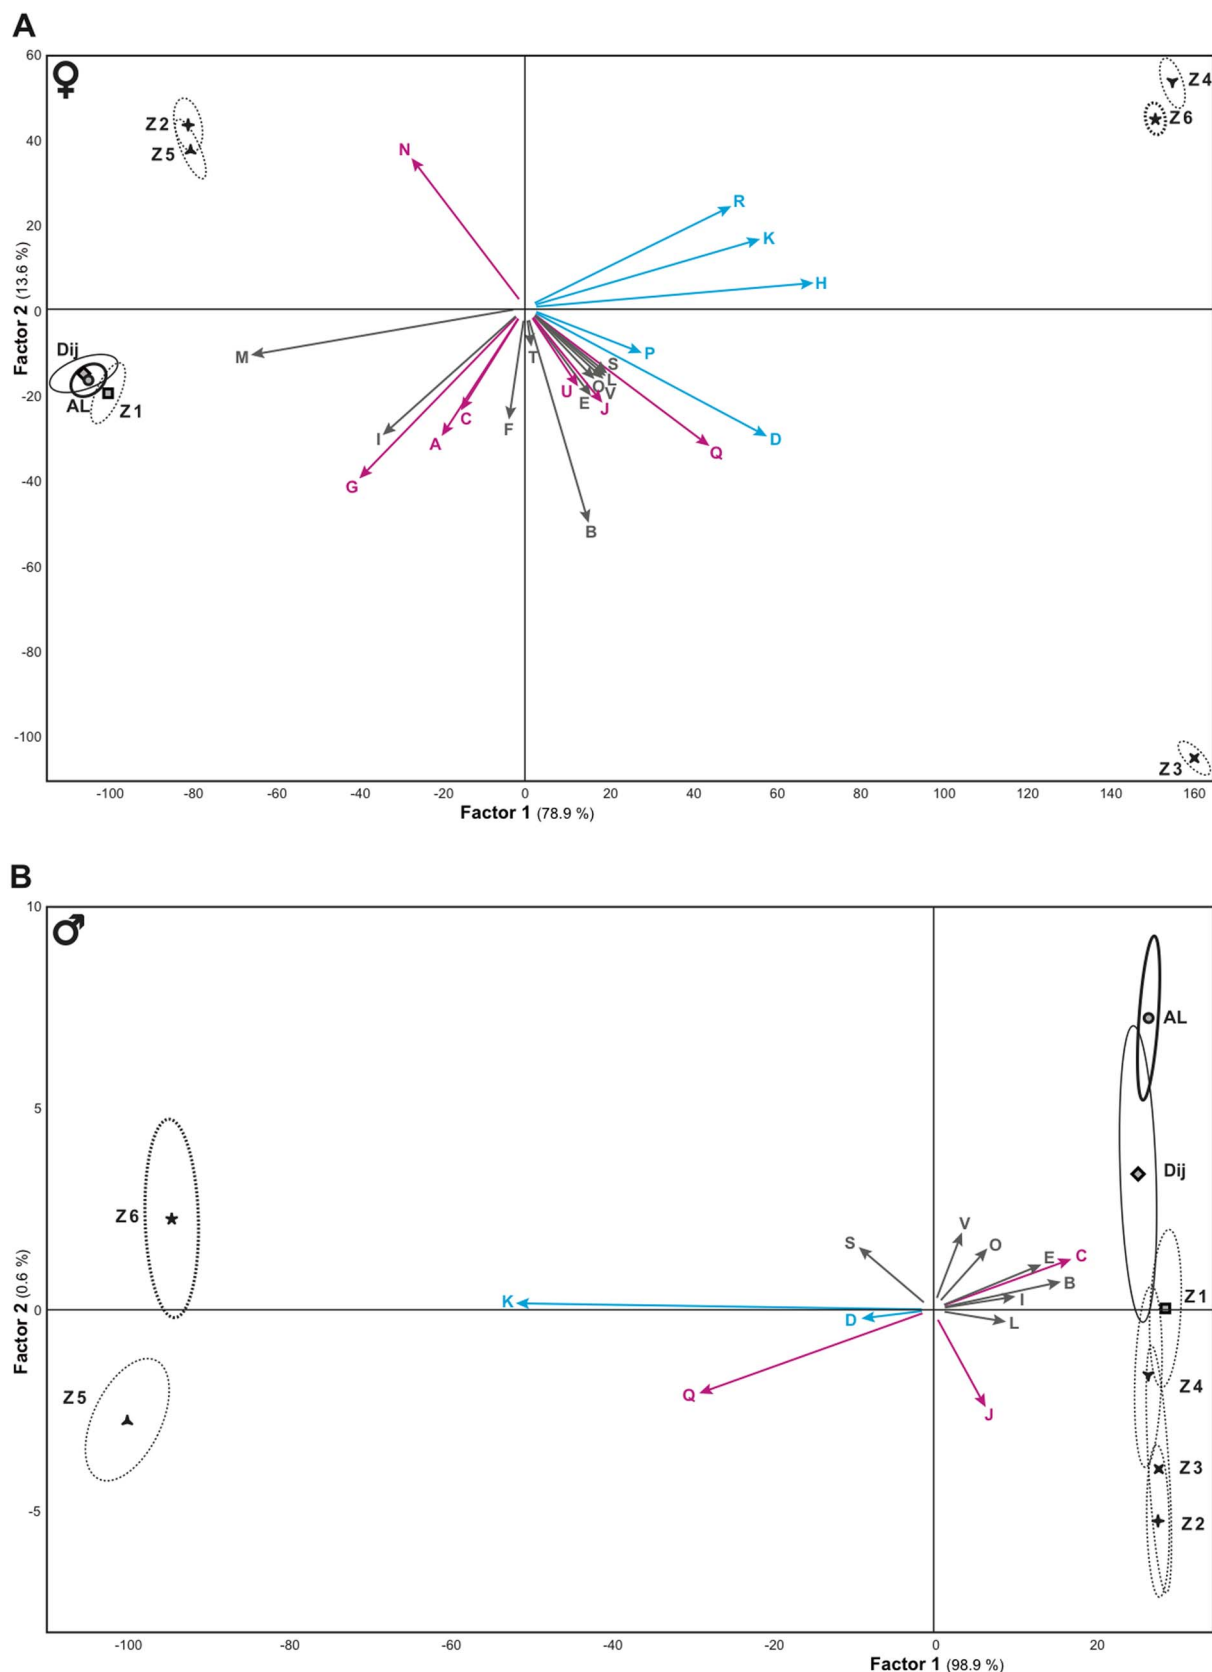 A
♀
60
40
20
0
-20
-40
-60
-80
-100
Factor 2 (13.6 %)
Z4
Z6
Z2
Z5
N
R
K
H
Dij
M
T
P
S
L
AL
Z1
U
O
V
E
J
C
I
A
F
D
Q
G
B
Z3
-100 -80 -60 -40 -20 0 20 40 60 80 100 120 140 160
Factor 1 (78.9 %)
B
♂
10
5
0
-5
Factor 2 (0.6 %)
AL
Dij
Z6
V
S
O
E
C
B
Z1
K
I
D
L
Z4
Z5
Q
J
Z3
Z2
-100 -80 -60 -40 -20 0 20
Factor 1 (98.9 %)